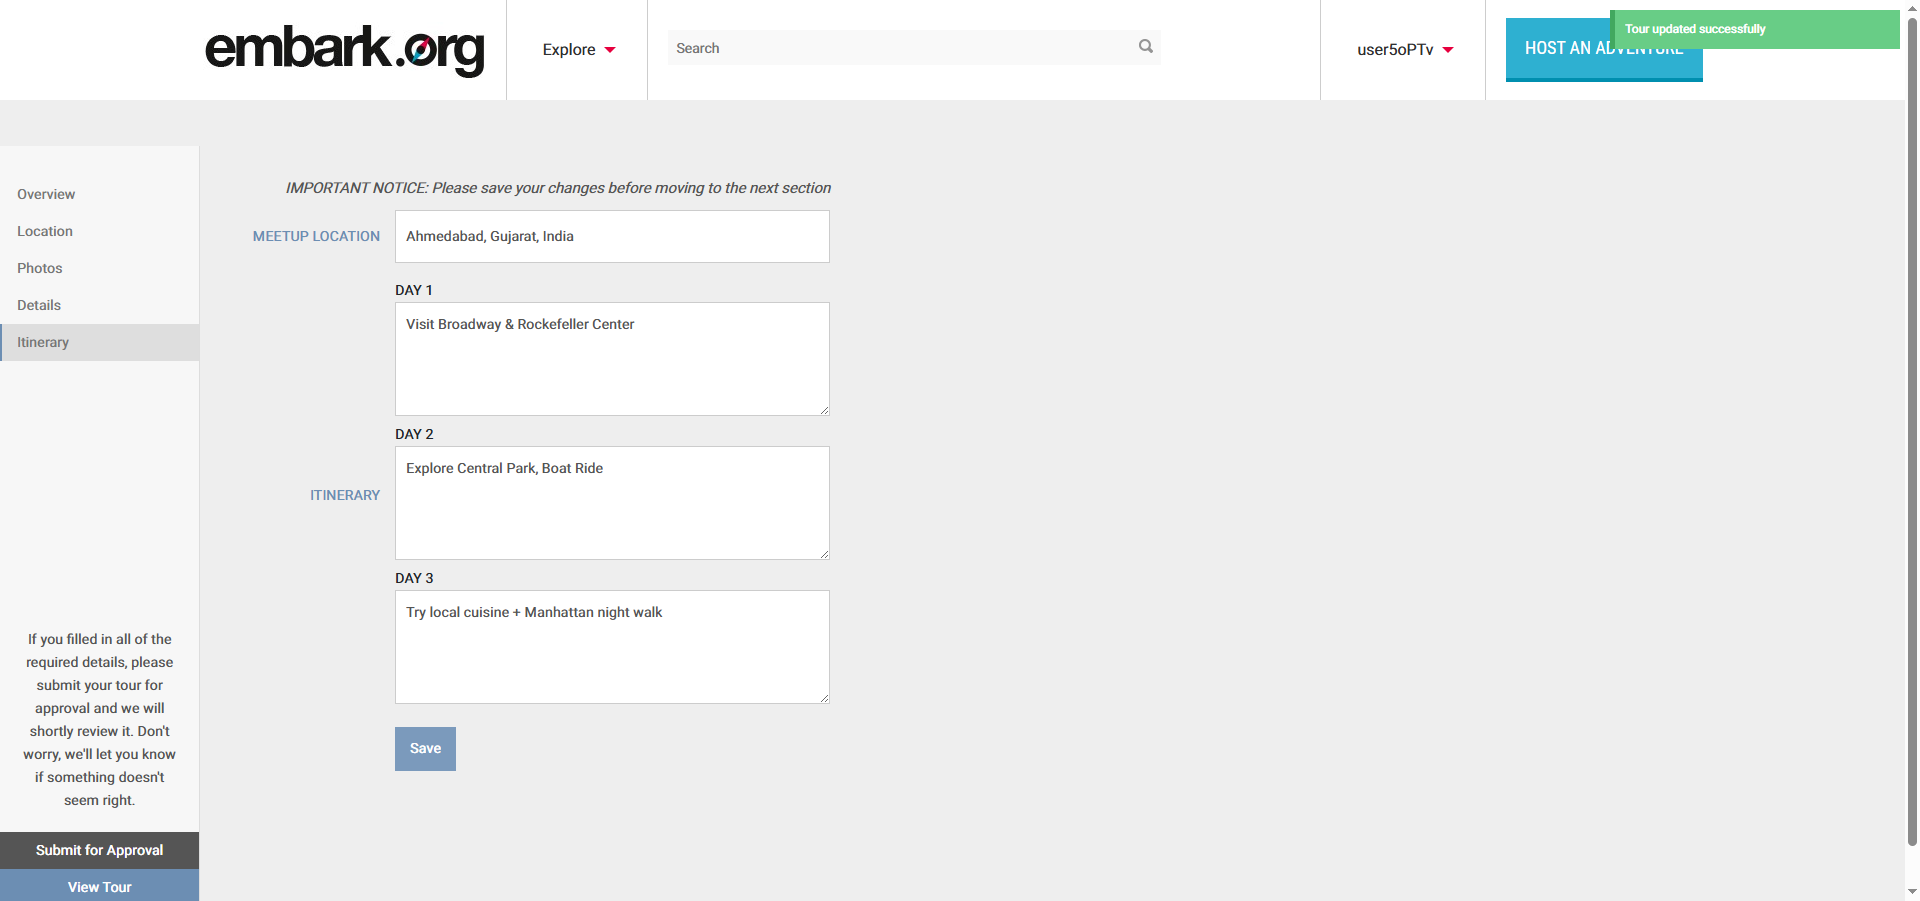 embark.org
Explore
Search
user5oPTv
HOST AN ADVENTURE
Tour updated successfully
Overview
Location
Photos
Details
Itinerary
If you filled in all of the
required details, please
submit your tour for
approval and we will
shortly review it. Don't
worry, we'll let you know
if something doesn't
seem right.
Submit for Approval
View Tour
IMPORTANT NOTICE: Please save your changes before moving to the next section
MEETUP LOCATION
Ahmedabad, Gujarat, India
ITINERARY
DAY 1
Visit Broadway & Rockefeller Center
DAY 2
Explore Central Park, Boat Ride
DAY 3
Try local cuisine + Manhattan night walk
Save